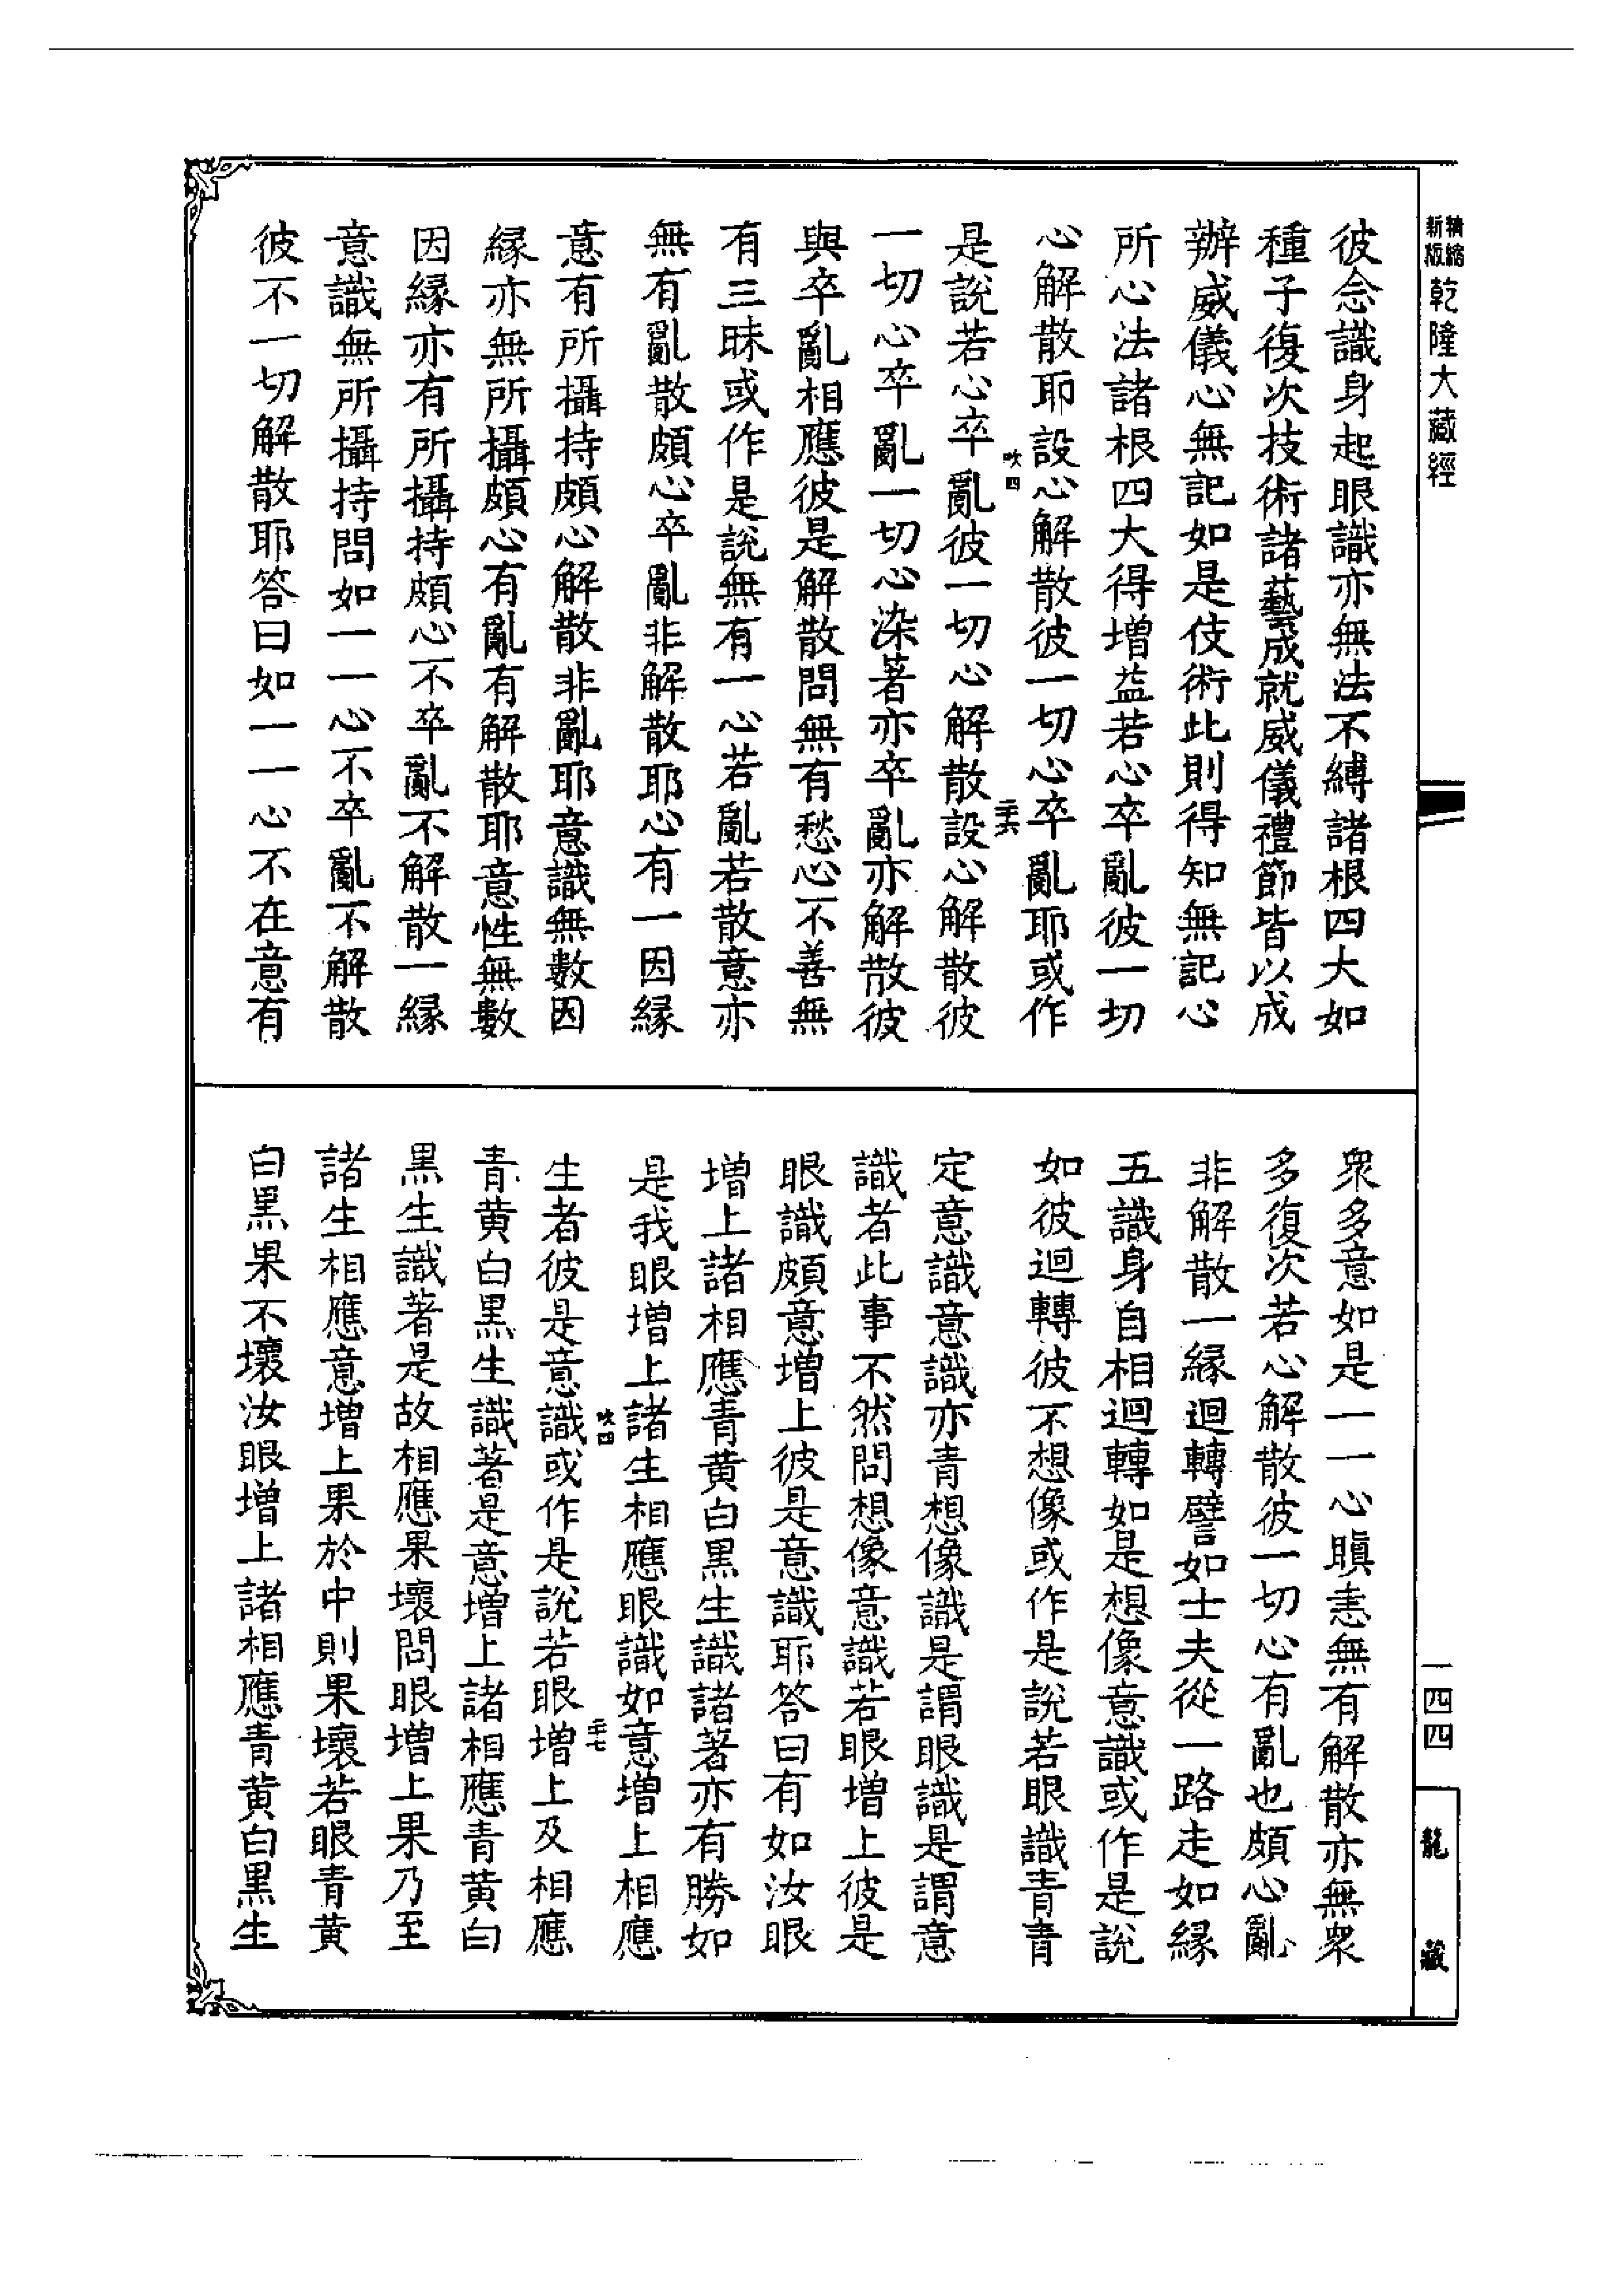 精縮新版乾隆大藏經
彼念識身起眼識亦無法不縛諸根四大如
種子復次技術諸藝成就威儀禮節皆以成
辦威儀心無記如是伎術此則得知無記心
所心法諸根四大得增益若心卒亂彼一切
心解散耶設心解散彼一切心卒亂耶或作
吹四
二十六
是說若心卒亂彼一切心解散設心解散彼
一切心卒亂一切心染著亦卒亂亦解散彼
與卒亂相應彼是解散問無有愁心不善無
有三昧或作是說無有一心若亂若散意亦
無有亂散頗心卒亂非解散耶心有一因緣
意有所攝持頗心解散非亂耶意識無數因
緣亦無所攝頗心有亂有解散耶意性無數
因緣亦有所攝持頗心不卒亂不解散一緣
意識無所攝持問如一一心不卒亂不解散
彼不一切解散耶答曰如一一心不在意有
衆多意如是一一心瞋恚無有解散亦無衆
多復次若心解散彼一切心有亂也頗心亂
非解散一緣迴轉譬如士夫從一路走如緣
五識身自相迴轉如是想像意識或作是說
如彼迴轉彼不想像或作是說若眼識青青
定意識意識亦青想像識是謂眼識是謂意
識者此事不然問想像意識若眼增上彼是
眼識頗意增上彼是意識耶答曰有如汝眼
增上諸相應青黃白黑生識諸著亦有勝如
是我眼增上諸生相應眼識如意增上相應
吹四
二十七
生者彼是意識或作是說若眼增上及相應
青黃白黑生識著是意增上諸相應青黃白
黑生識著是故相應果壞問眼增上果乃至
諸生相應意增上果於中則果壞若眼青黃
白黑果不壞汝眼增上諸相應青黃白黑生
一四四
龍藏